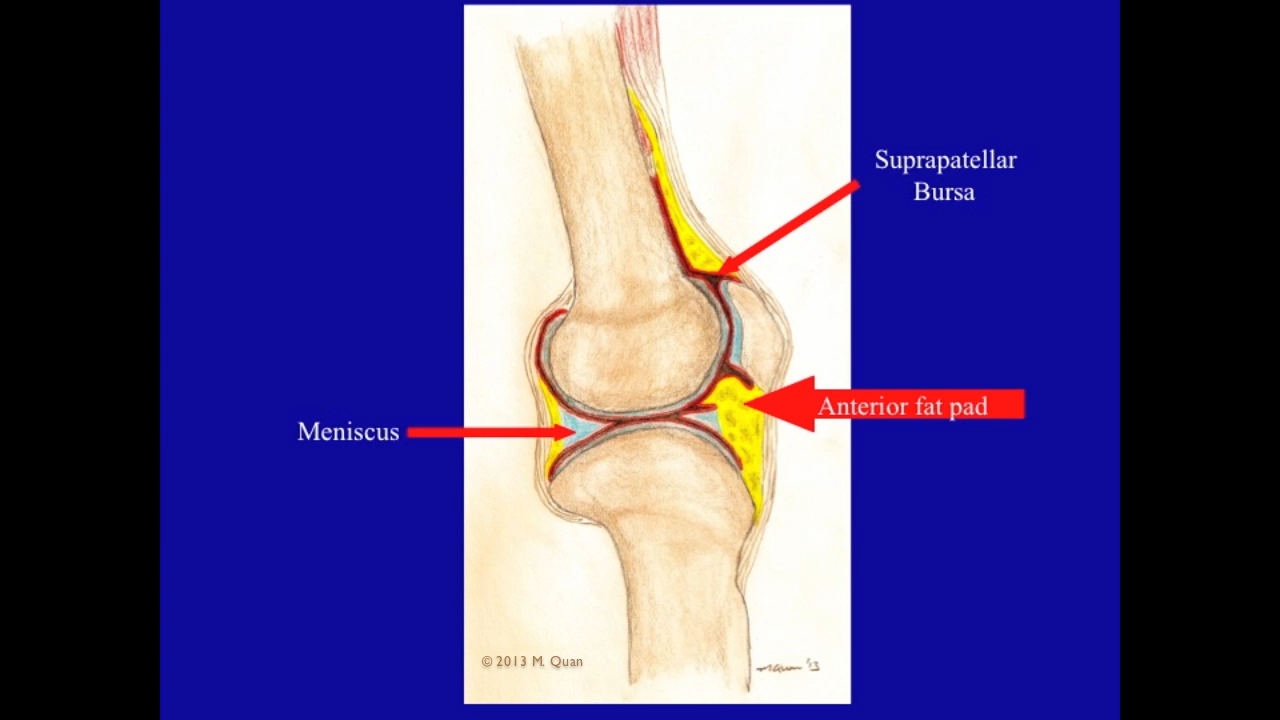 Suprapatellar
Bursa
Anterior fat pad
Meniscus
© 2013 M. Quan